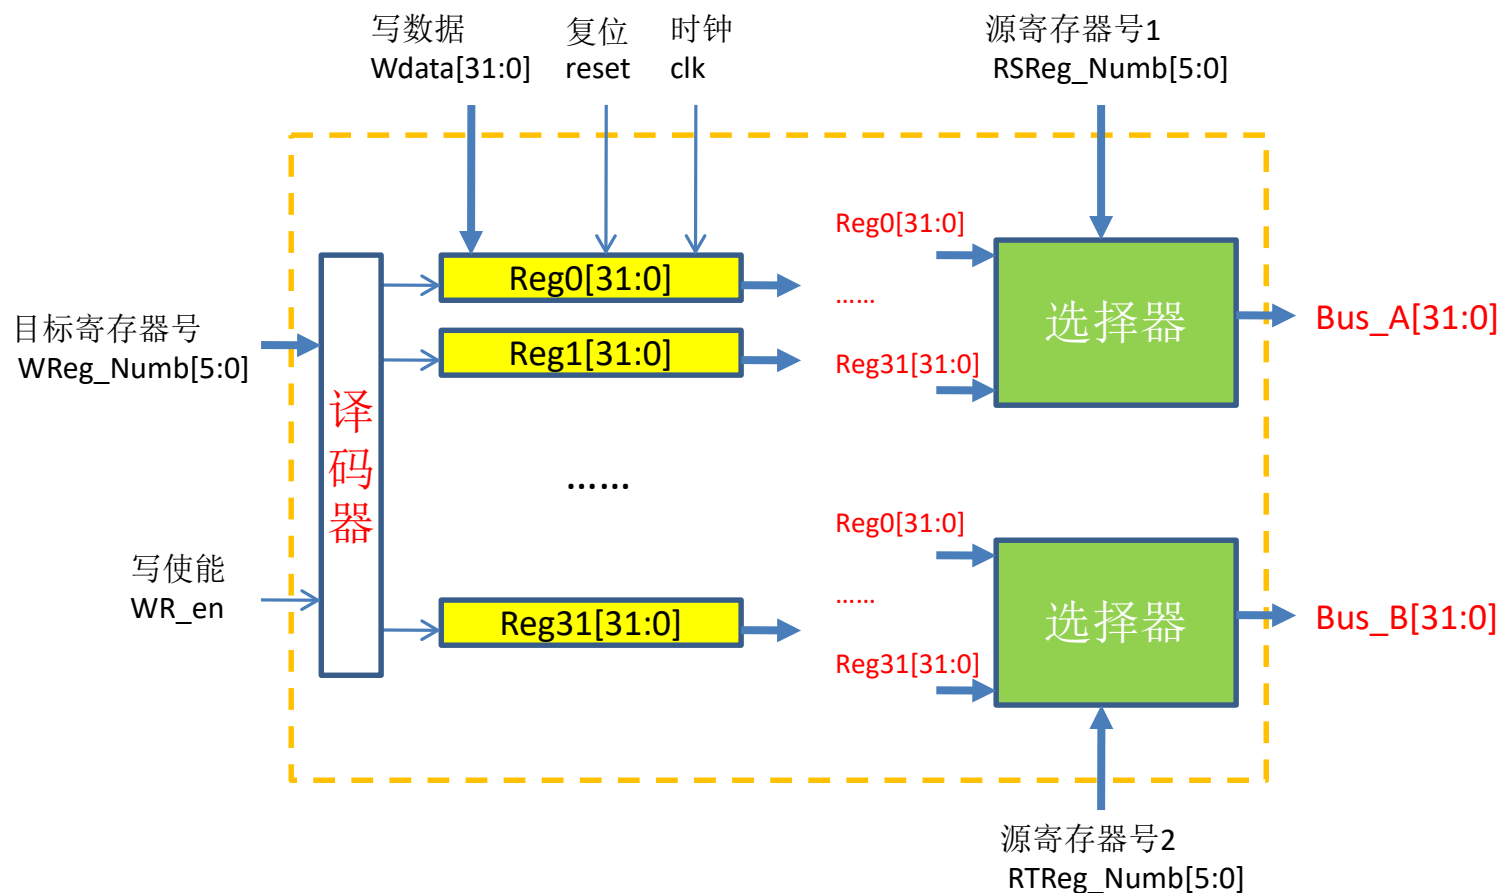 写数据
Wdata[31:0]
复位
reset
时钟
clk
源寄存器号1
RSReg_Numb[5:0]
目标寄存器号
WReg_Numb[5:0]
写使能
WR_en
译
码
器
Reg0[31:0]
Reg1[31:0]
……
Reg31[31:0]
Reg0[31:0]
……
Reg31[31:0]
选择器
Bus_A[31:0]
Reg0[31:0]
……
Reg31[31:0]
选择器
Bus_B[31:0]
源寄存器号2
RTReg_Numb[5:0]